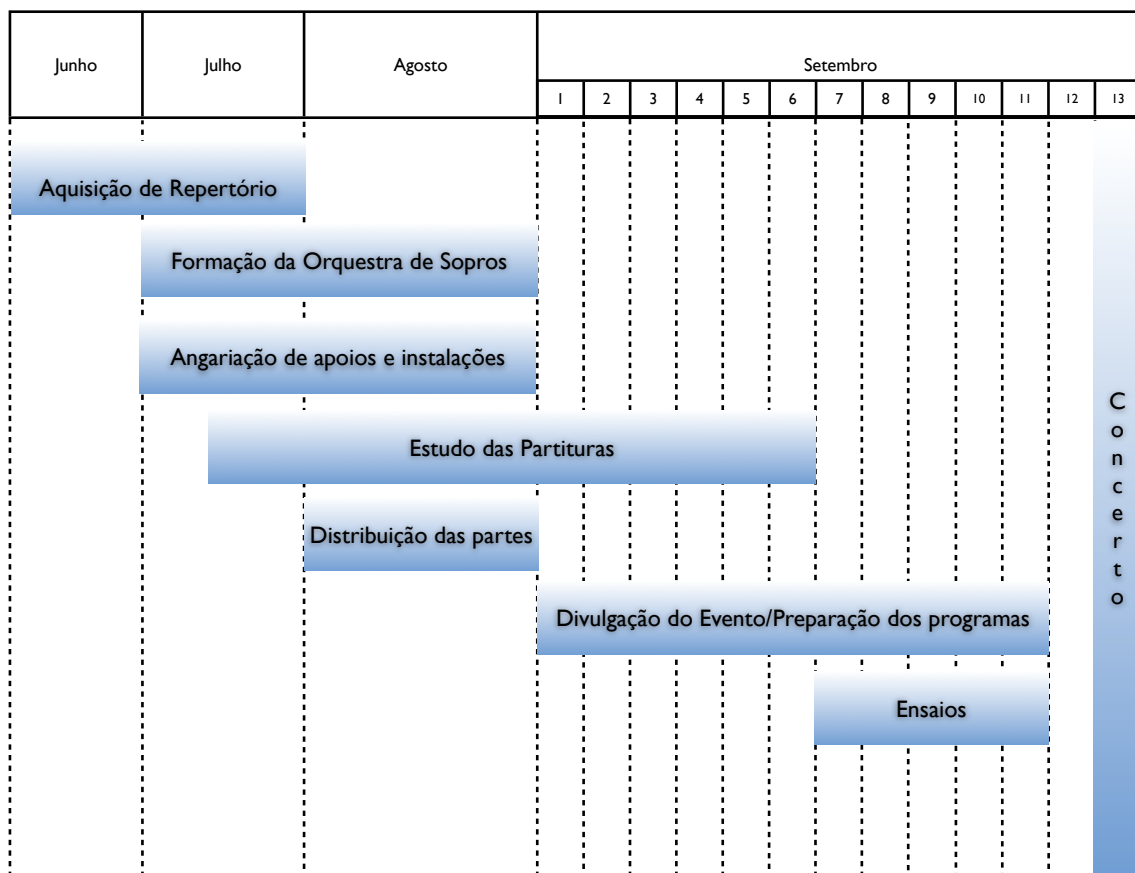 Junho Julho Agosto Setembro
1 2 3 4 5 6 7 8 9 10 11 12 13
Aquisição de Repertório
Formação da Orquestra de Sopros
Angariação de apoios e instalações
Estudo das Partituras
Distribuição das partes
Divulgação do Evento/Preparação dos programas
Ensaios
Concerto